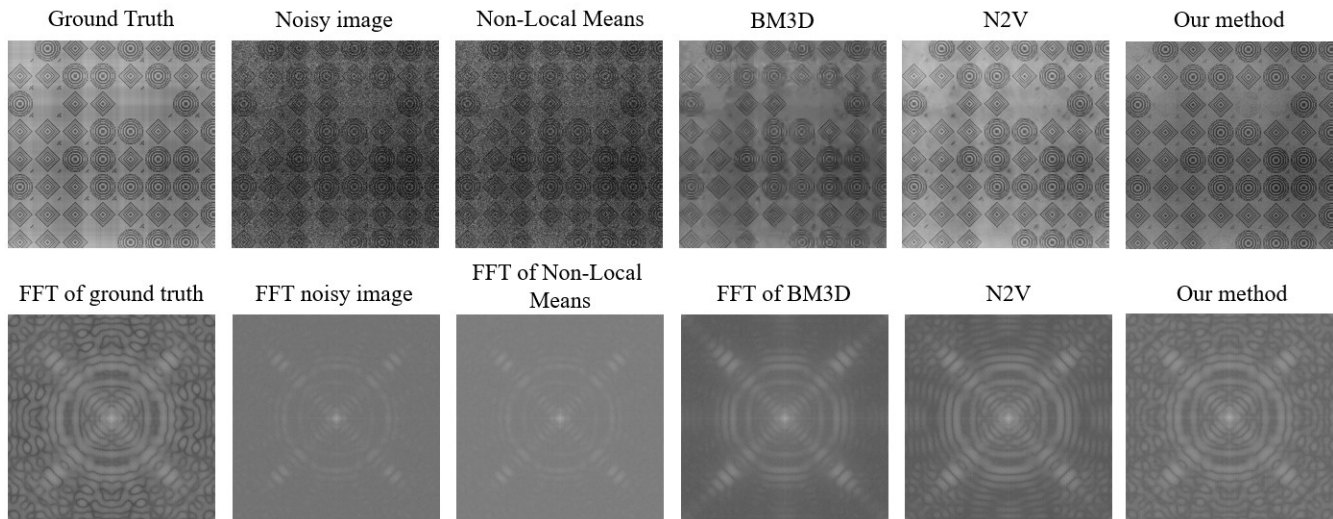 Ground Truth
Noisy image
Non-Local Means
BM3D
N2V
Our method
FFT of ground truth
FFT noisy image
FFT of Non-Local
Means
FFT of BM3D
N2V
Our method